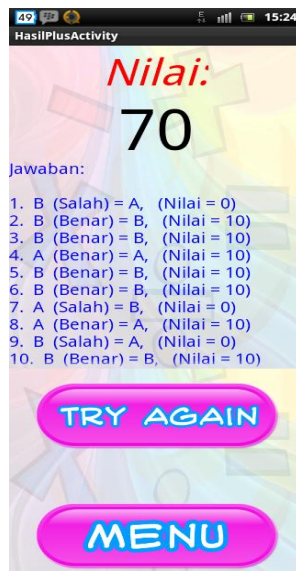 49 15:24
HasilPlusActivity
Nilai:
70
Jawaban:
1. B (Salah) = A, (Nilai = 0)
2. B (Benar) = B, (Nilai = 10)
3. B (Benar) = B, (Nilai = 10)
4. A (Benar) = A, (Nilai = 10)
5. B (Benar) = B, (Nilai = 10)
6. B (Benar) = B, (Nilai = 10)
7. A (Salah) = B, (Nilai = 0)
8. A (Benar) = A, (Nilai = 10)
9. B (Salah) = A, (Nilai = 0)
10. B (Benar) = B, (Nilai = 10)
TRY AGAIN
MENU